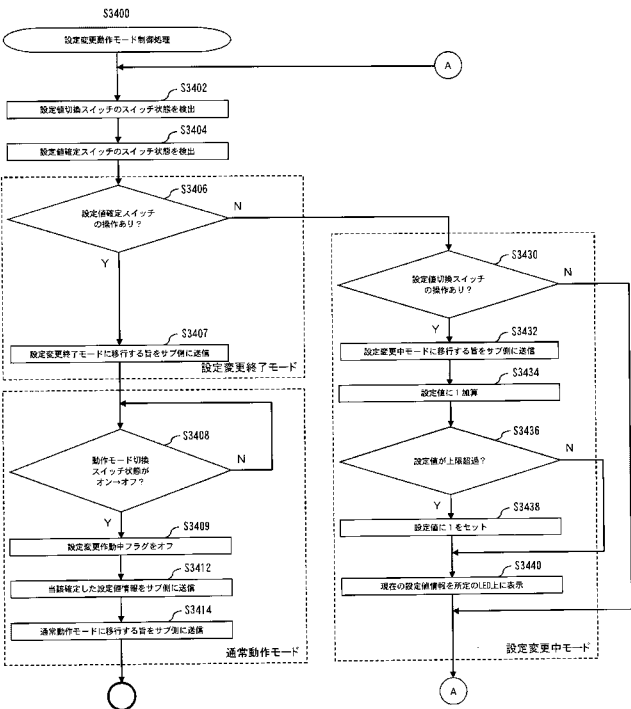 S3400
設定変更動作モード制御処理
A
S3402
設定値切換スイッチのスイッチ状態を検出
S3404
設定値確定スイッチのスイッチ状態を検出
S3406
設定値確定スイッチ
の操作あり？
N
Y
S3407
設定変更終了モードに移行する旨をサブ側に送信
設定変更終了モード
S3408
動作モード切換
スイッチ状態が
オン→オフ？
N
Y
S3409
設定変更作動中フラグをオフ
S3412
当該確定した設定値情報をサブ側に送信
S3414
通常動作モードに移行する旨をサブ側に送信
通常動作モード
S3430
設定値切換スイッチ
の操作あり？
N
Y
S3432
設定変更中モードに移行する旨をサブ側に送信
S3434
設定値に１加算
S3436
設定値が上限超過？
N
Y
S3438
設定値に１をセット
S3440
現在の設定値情報を所定のLED上に表示
設定変更中モード
A